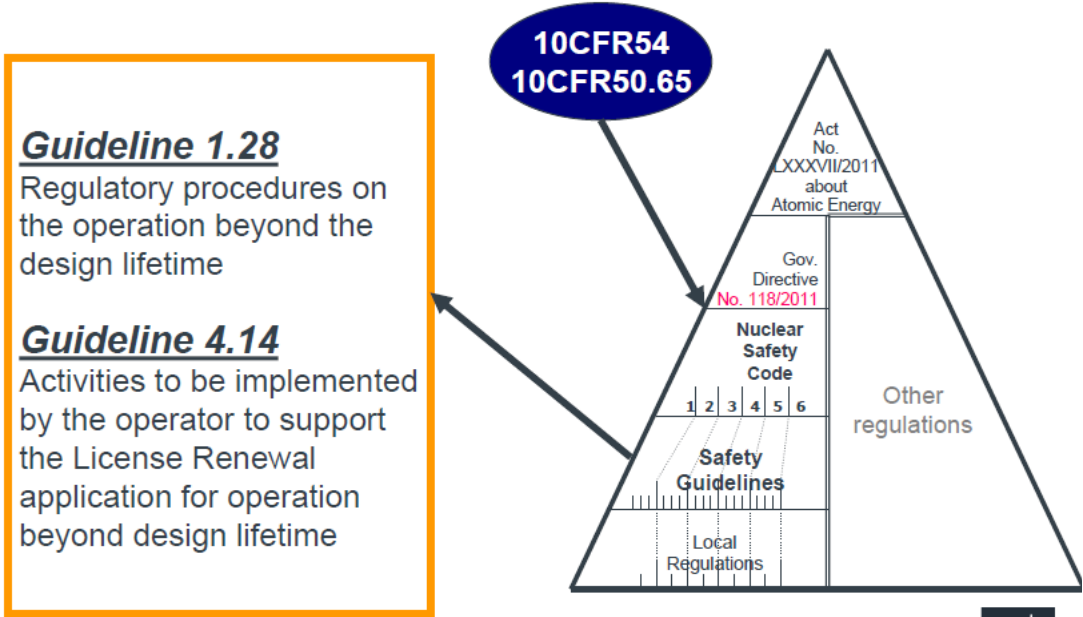 10CFR54
10CFR50.65
Guideline 1.28
Regulatory procedures on
the operation beyond the
design lifetime
Guideline 4.14
Activities to be implemented
by the operator to support
the License Renewal
application for operation
beyond design lifetime
Act
No.
LXXXVII/2011
about
Atomic Energy
Gov.
Directive
No. 118/2011
Nuclear
Safety
Code
1 2 3 4 5 6
Safety
Guidelines
Local
Regulations
Other
regulations